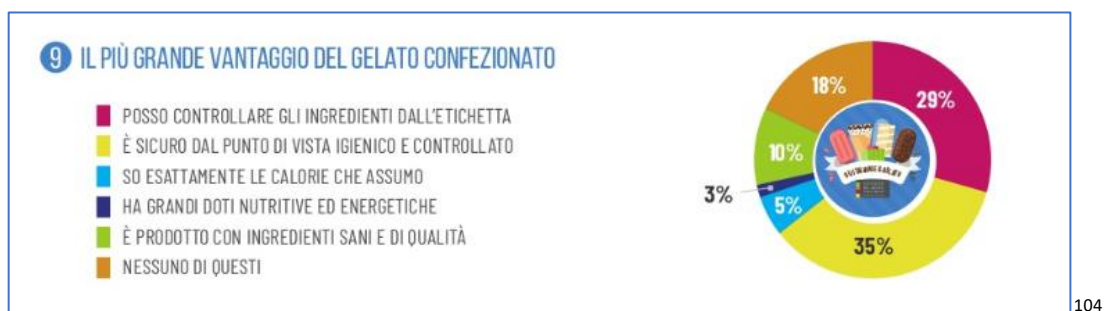 9 IL PIÙ GRANDE VANTAGGIO DEL GELATO CONFEZIONATO
POSSO CONTROLLARE GLI INGREDIENTI DALL'ETICHETTA
È SICURO DAL PUNTO DI VISTA IGIENICO E CONTROLLATO
SO ESATTAMENTE LE CALORIE CHE ASSUMO
HA GRANDI DOTI NUTRITIVE ED ENERGETICHE
È PRODOTTO CON INGREDIENTI SANI E DI QUALITÀ
NESSUNO DI QUESTI
18%
29%
10%
3%
5%
35%
104